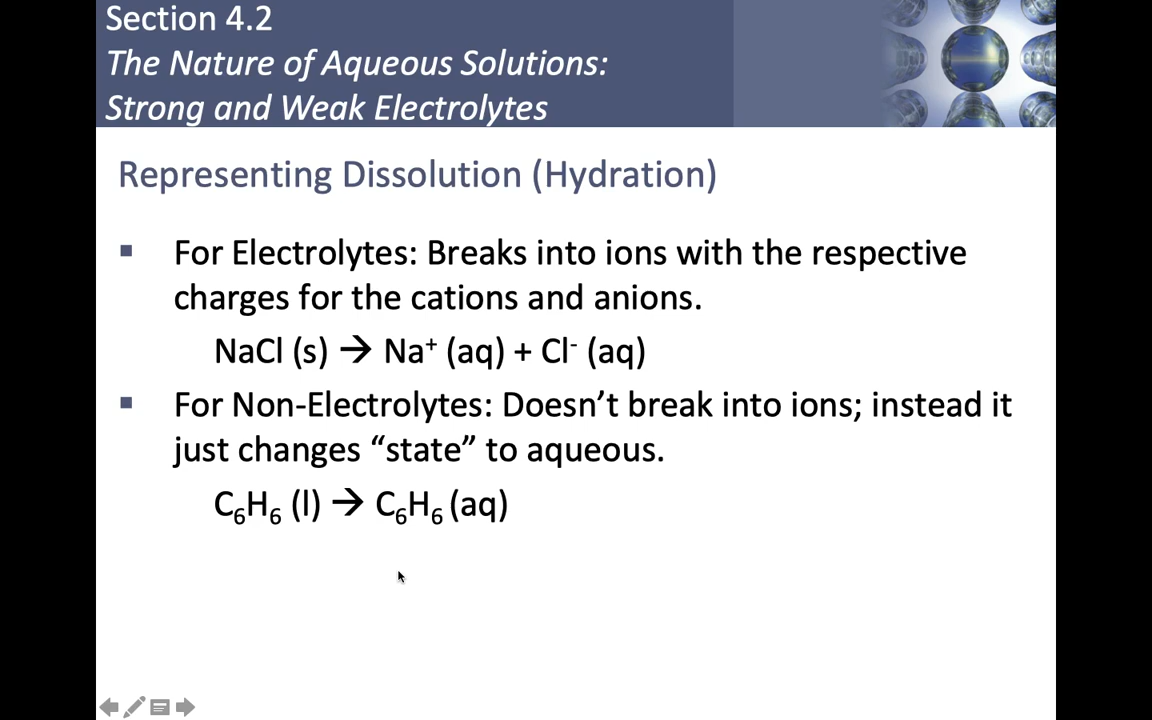 Section 4.2
The Nature of Aqueous Solutions:
Strong and Weak Electrolytes
Representing Dissolution (Hydration)
▪ For Electrolytes: Breaks into ions with the respective
charges for the cations and anions.
NaCl (s) → Na⁺ (aq) + Cl⁻ (aq)
▪ For Non-Electrolytes: Doesn’t break into ions; instead it
just changes “state” to aqueous.
C₆H₆ (l) → C₆H₆ (aq)